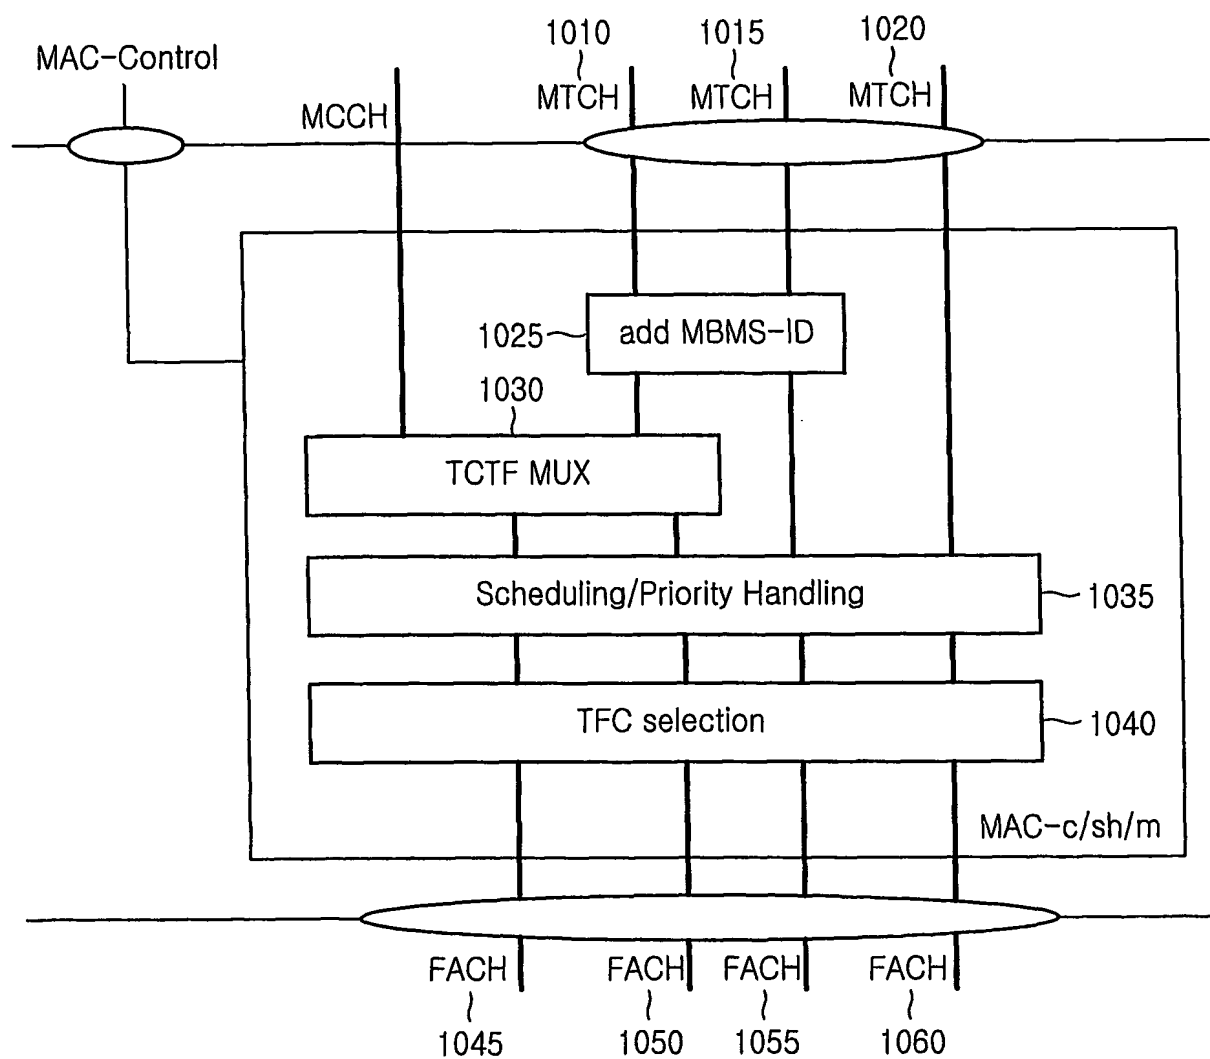 1010
1015
1020
MAC-Control
MCCH
MTCH
MTCH
MTCH
1025
add MBMS-ID
1030
TCTF MUX
Scheduling/Priority Handling
1035
TFC selection
1040
MAC-c/sh/m
FACH
FACH
FACH
FACH
1045
1050
1055
1060